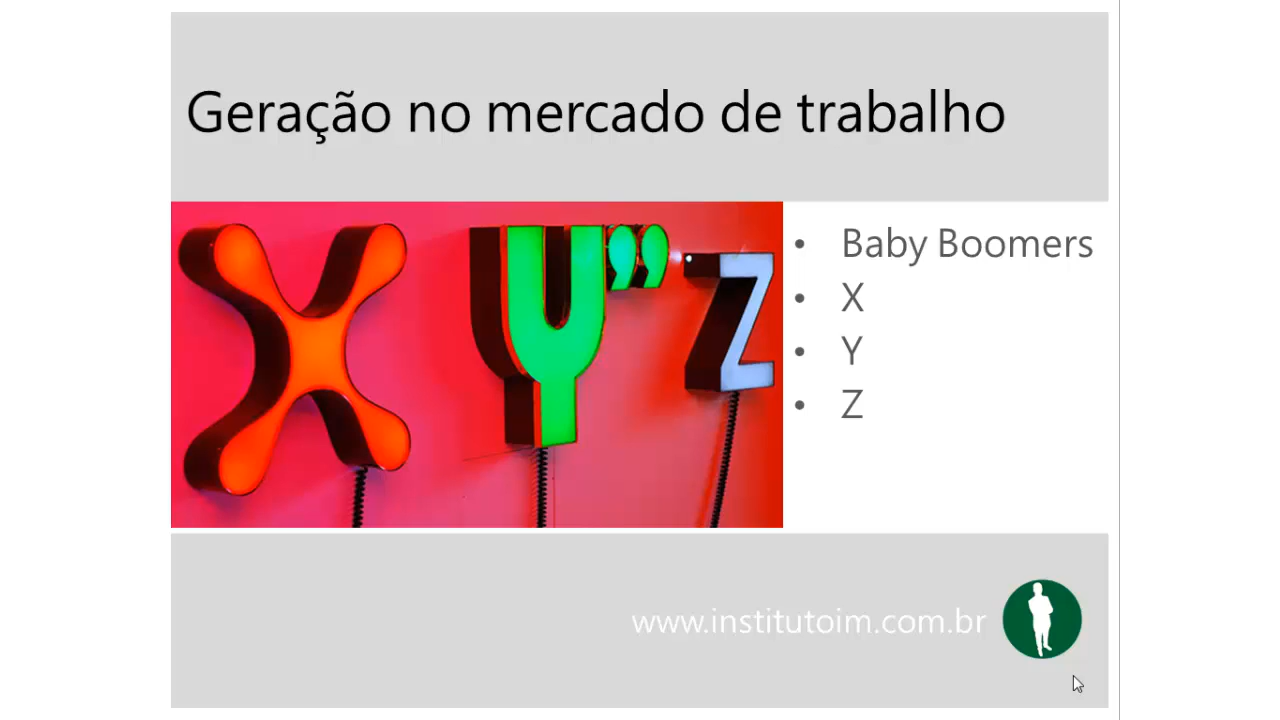 Geração no mercado de trabalho
X Y" Z
• Baby Boomers
• X
• Y
• Z
www.institutoim.com.br